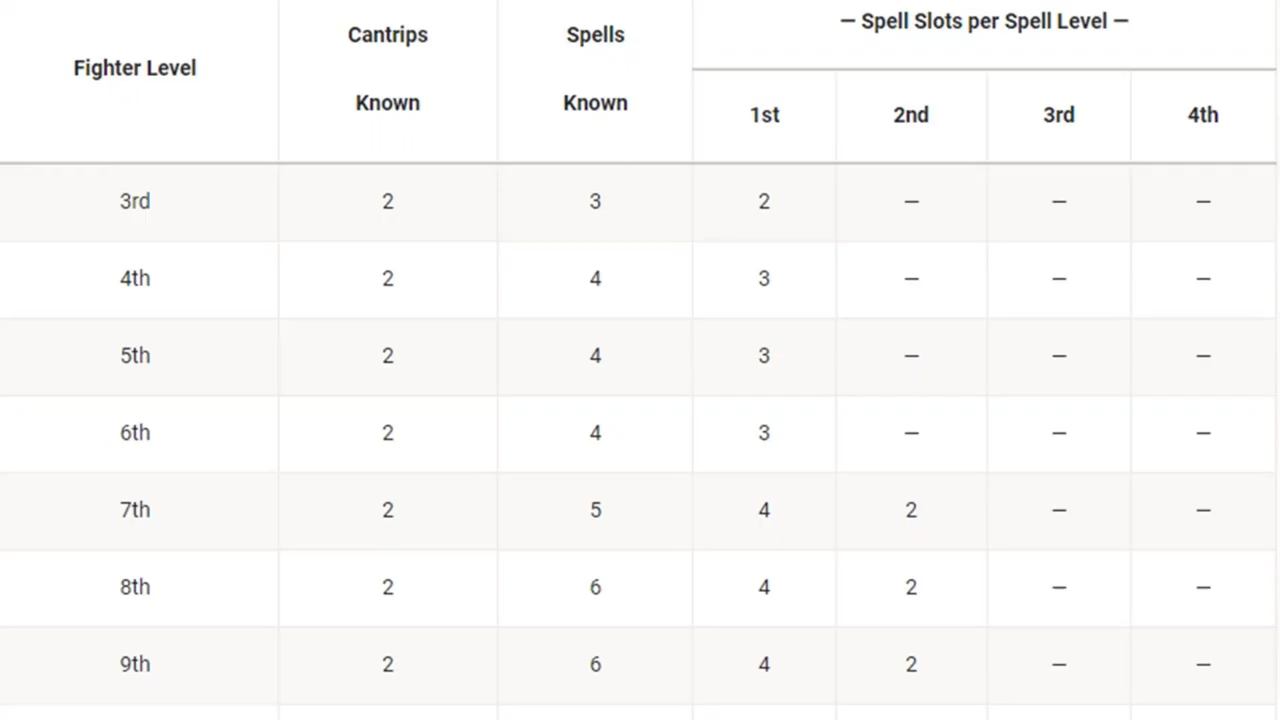 — Spell Slots per Spell Level —
Fighter Level Cantrips Known Spells Known 1st 2nd 3rd 4th
3rd 2 3 2 — — —
4th 2 4 3 — — —
5th 2 4 3 — — —
6th 2 4 3 — — —
7th 2 5 4 2 — —
8th 2 6 4 2 — —
9th 2 6 4 2 — —